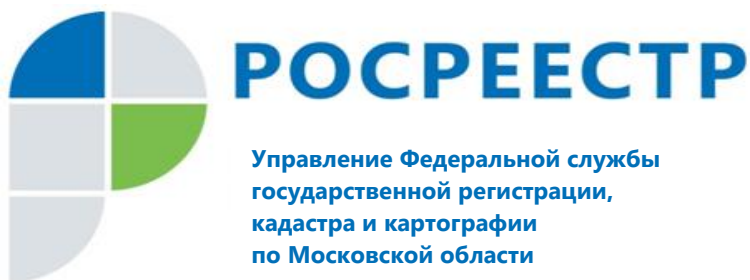 РОСРЕЕСТР
Управление Федеральной службы
государственной регистрации,
кадастра и картографии
по Московской области